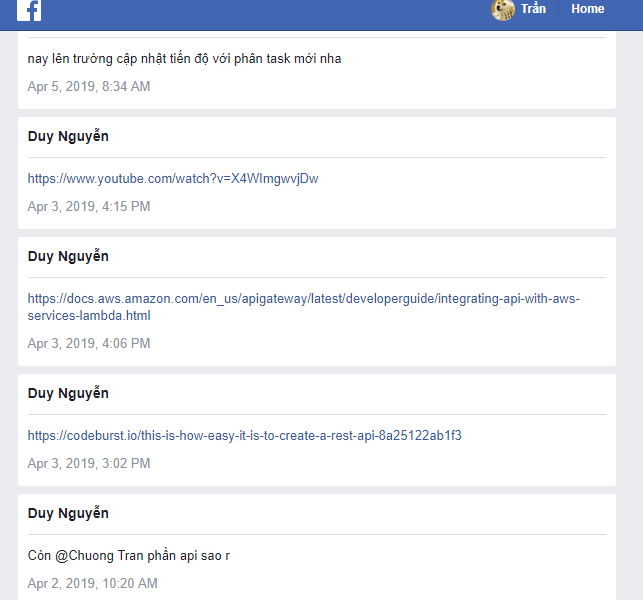 f
Trần
Home
nay lên trường cập nhật tiến độ với phân task mới nha
Apr 5, 2019, 8:34 AM
Duy Nguyễn
https://www.youtube.com/watch?v=X4WImgwvjDw
Apr 3, 2019, 4:15 PM
Duy Nguyễn
https://docs.aws.amazon.com/en_us/apigateway/latest/developerguide/integrating-api-with-aws-
services-lambda.html
Apr 3, 2019, 4:06 PM
Duy Nguyễn
https://codeburst.io/this-is-how-easy-it-is-to-create-a-rest-api-8a25122ab1f3
Apr 3, 2019, 3:02 PM
Duy Nguyễn
Còn @Chuong Tran phần api sao r
Apr 2, 2019, 10:20 AM